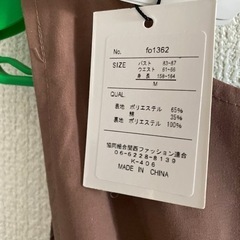 No. fo1362
SIZE バスト 83-87
ウエスト 61-66
身長 154-164
M
QUAL
表地 ポリエステル 65%
綿 35%
裏地 ポリエステル 100%
協同組合関西ファッション連合
06-6228-8139
K-406
MADE IN CHINA